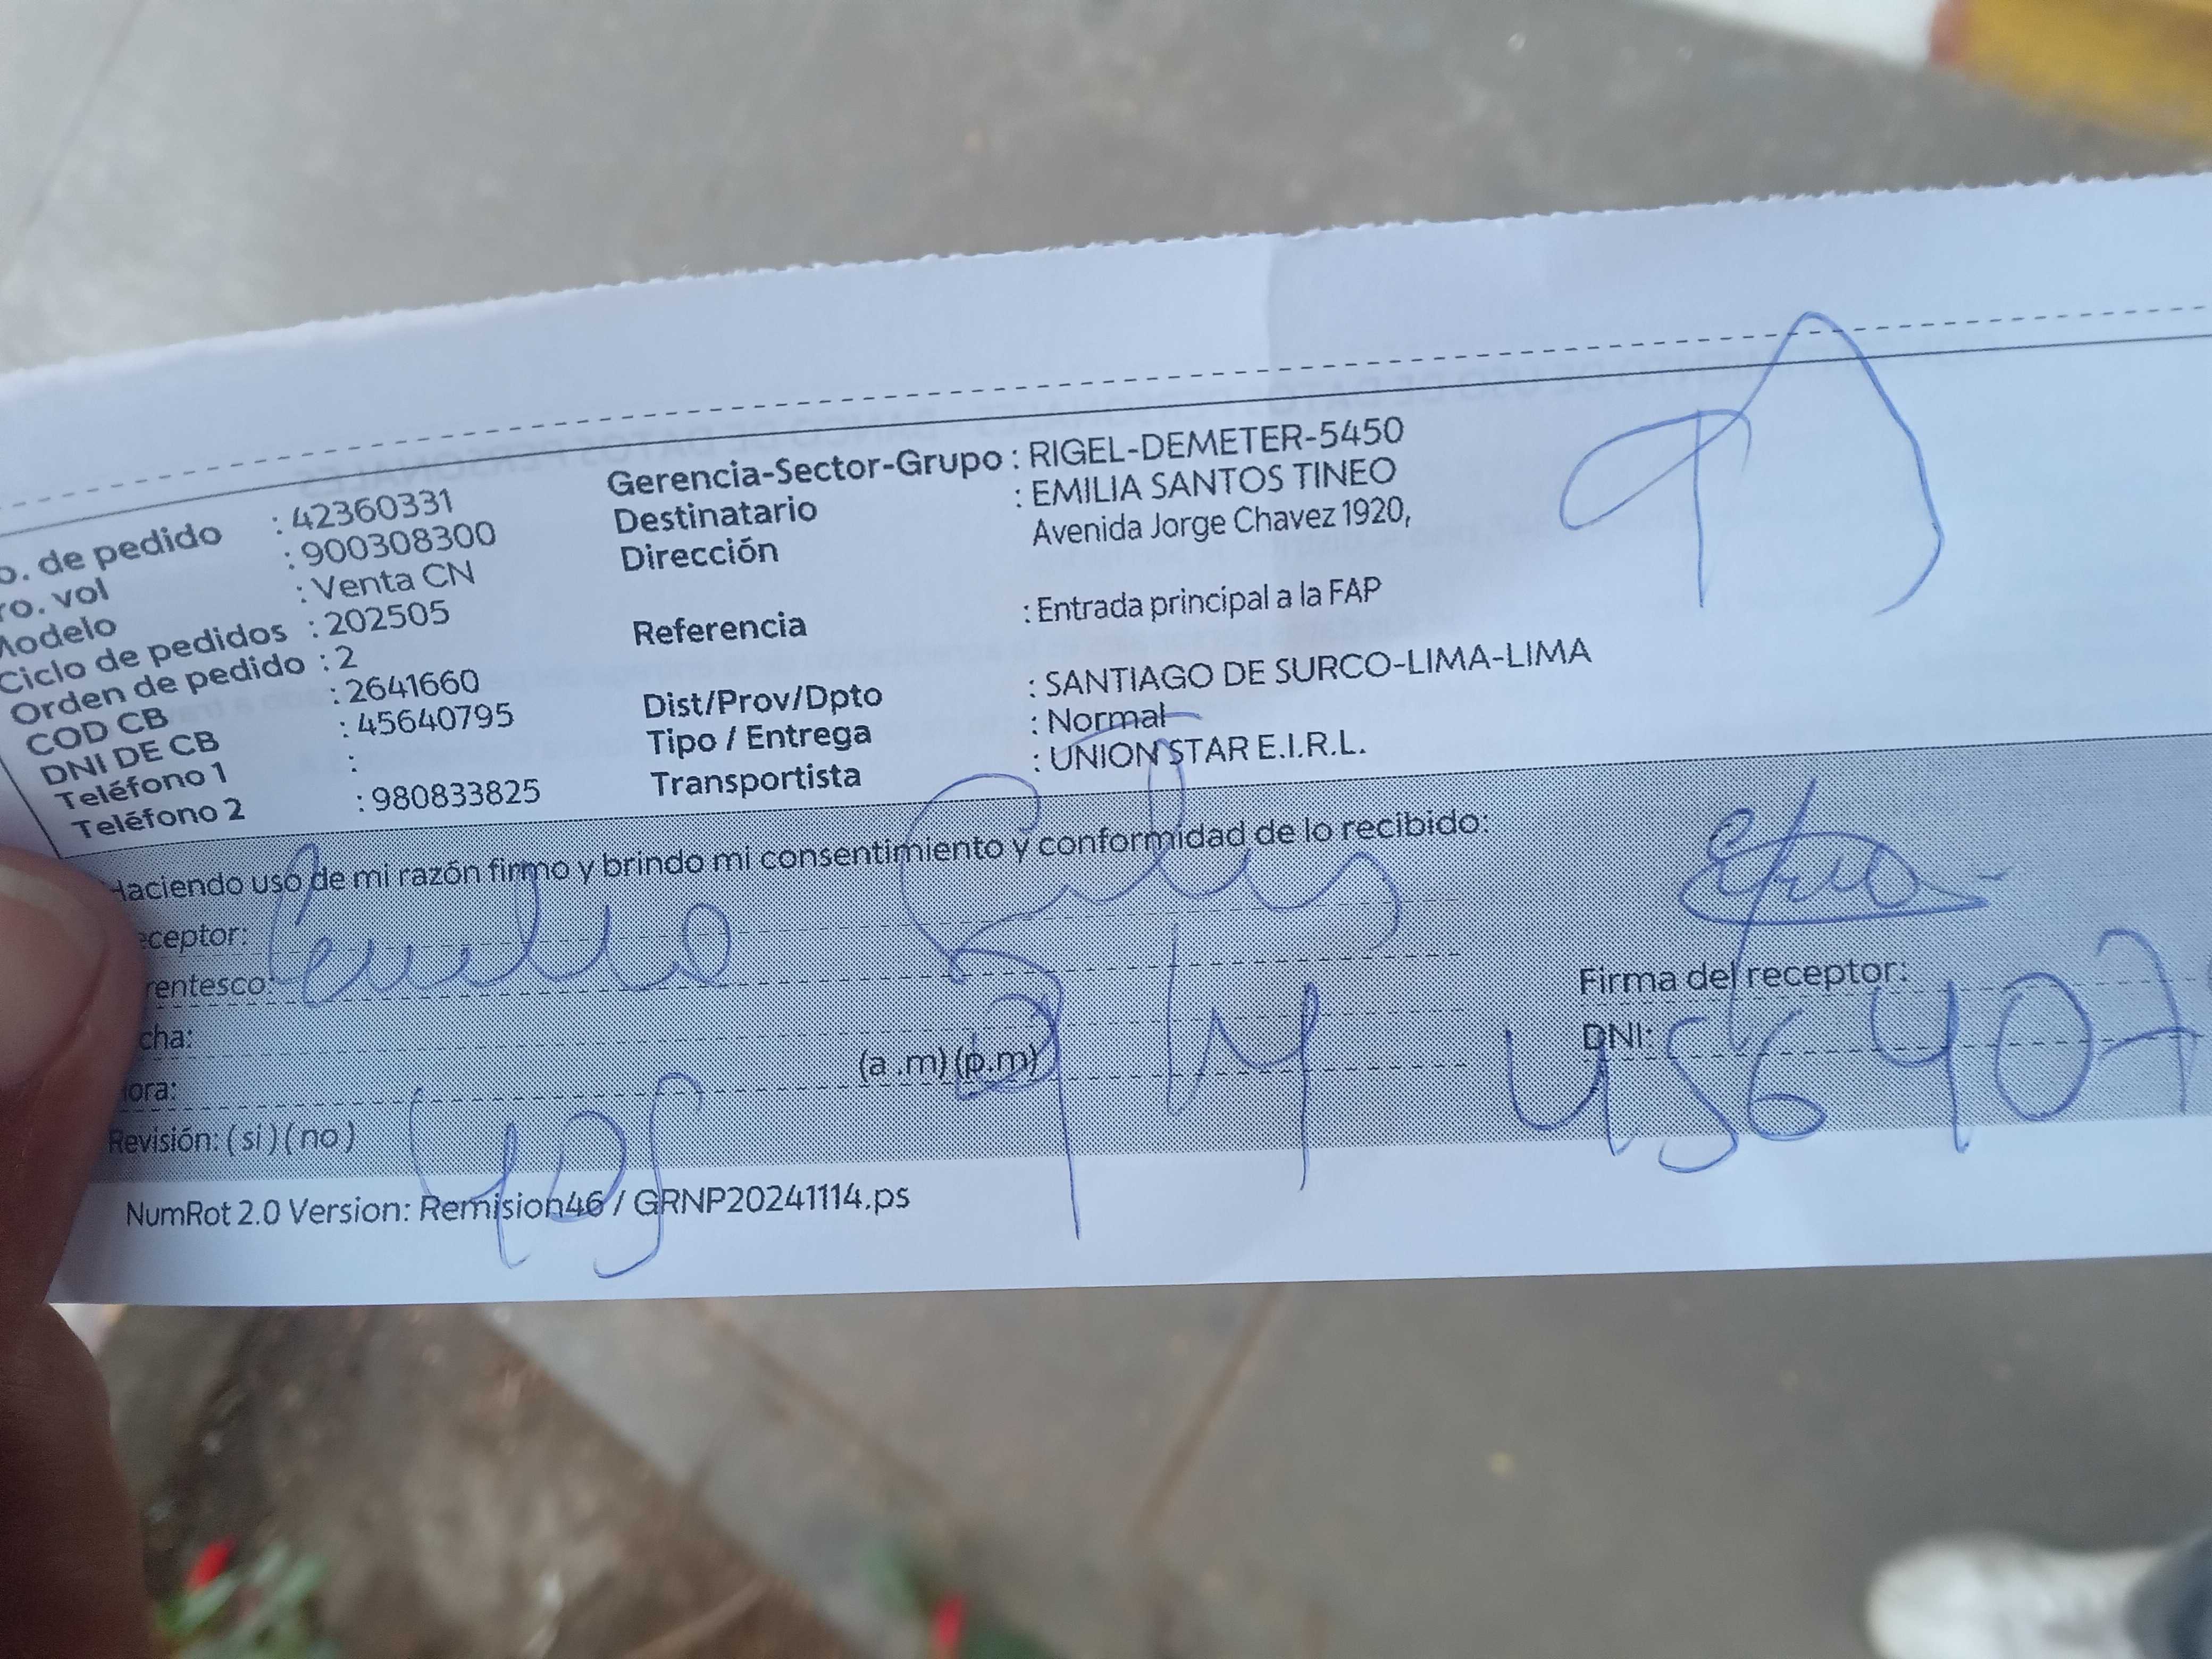 o. de pedido : 42360331
ro. vol : 900308300
Modelo : Venta CN
Ciclo de pedidos : 202505
Orden de pedido : 2
COD CB : 2641660
DNI DE CB : 45640795
Teléfono 1 :
Teléfono 2 : 980833825
Gerencia-Sector-Grupo : RIGEL-DEMETER-5450
Destinatario : EMILIA SANTOS TINEO
Dirección Avenida Jorge Chavez 1920,
Referencia : Entrada principal a la FAP
Dist/Prov/Dpto : SANTIAGO DE SURCO-LIMA-LIMA
Tipo / Entrega : Normal
Transportista : UNION STAR E.I.R.L.
Haciendo uso de mi razón firmo y brindo mi consentimiento y conformidad de lo recibido:
eceptor:
rentesco:
cha:
ora: (a .m) (p.m)
Revisión: (si) (no)
Firma del receptor:
DNI: 456407
NumRot 2.0 Version: Remision46 / GRNP20241114.ps